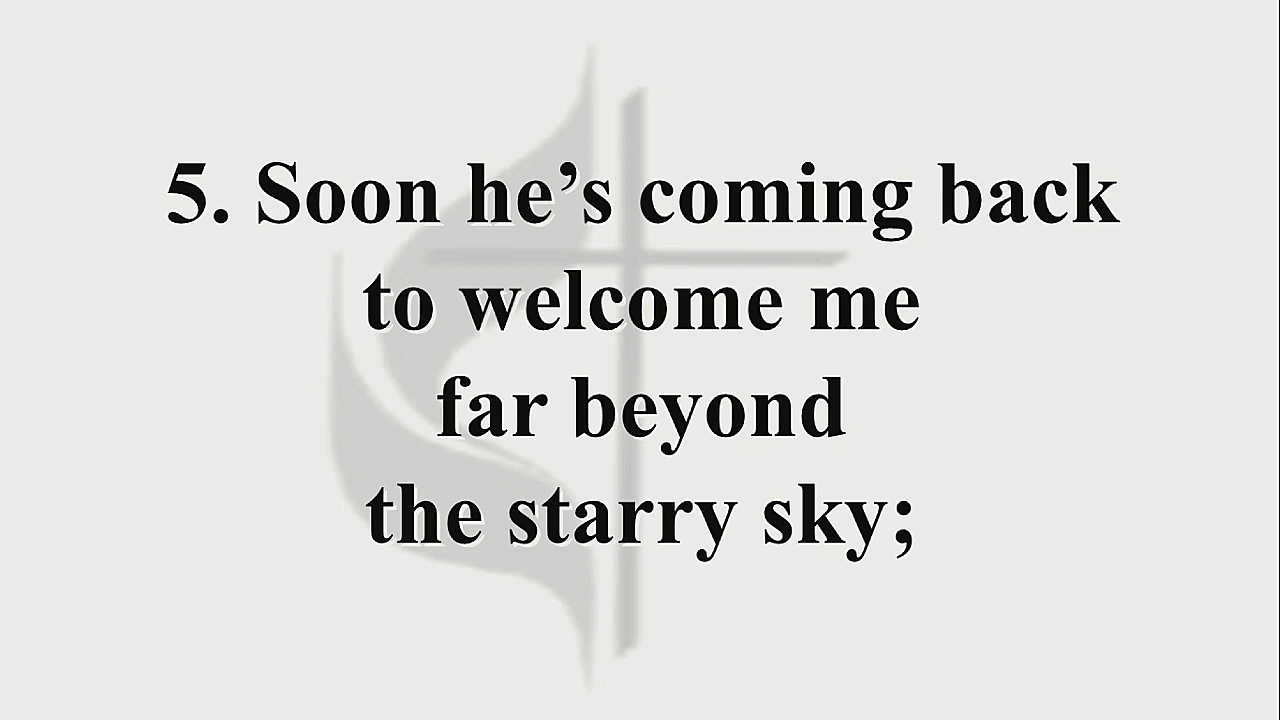 5. Soon he’s coming back
to welcome me
far beyond
the starry sky;